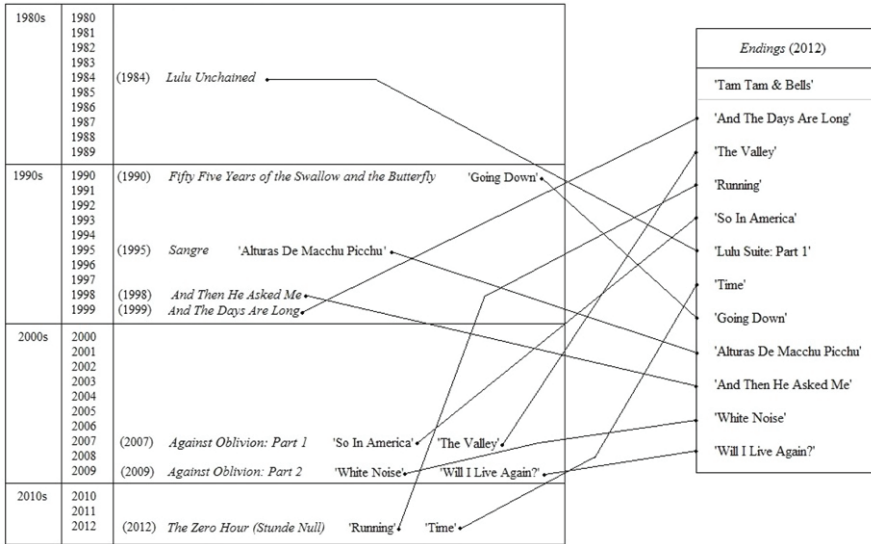 1980s
1980
1981
1982
1983
1984 (1984) Lulu Unchained
1985
1986
1987
1988
1989
1990s
1990 (1990) Fifty Five Years of the Swallow and the Butterfly 'Going Down'
1991
1992
1993
1994
1995 (1995) Sangre 'Alturas De Macchu Picchu'
1996
1997
1998 (1998) And Then He Asked Me
1999 (1999) And The Days Are Long
2000s
2000
2001
2002
2003
2004
2005
2006
2007 (2007) Against Oblivion: Part 1 'So In America' 'The Valley'
2008
2009 (2009) Against Oblivion: Part 2 'White Noise' 'Will I Live Again?'
2010s
2010
2011
2012 (2012) The Zero Hour (Stunde Null) 'Running' 'Time'
Endings (2012)
'Tam Tam & Bells'
'And The Days Are Long'
'The Valley'
'Running'
'So In America'
'Lulu Suite: Part 1'
'Time'
'Going Down'
'Alturas De Macchu Picchu'
'And Then He Asked Me'
'White Noise'
'Will I Live Again?'